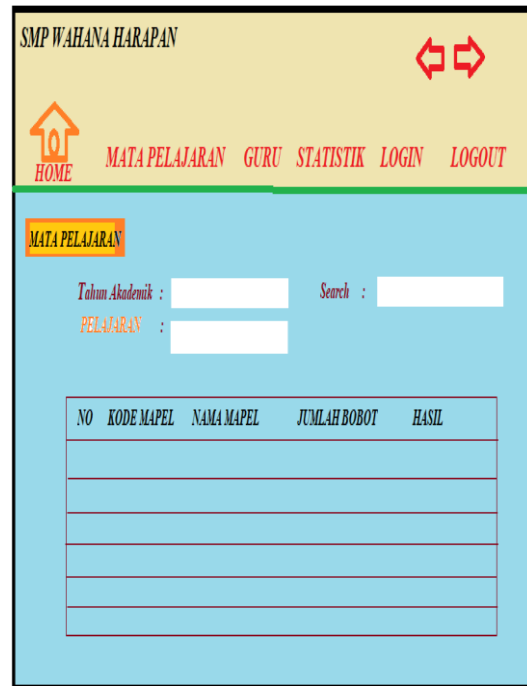 SMP WAHANA HARAPAN
HOME MATA PELAJARAN GURU STATISTIK LOGIN LOGOUT
MATA PELAJARAN
Tahun Akademik : Search :
PELAJARAN :
NO KODE MAPEL NAMA MAPEL JUMLAH BOBOT HASIL